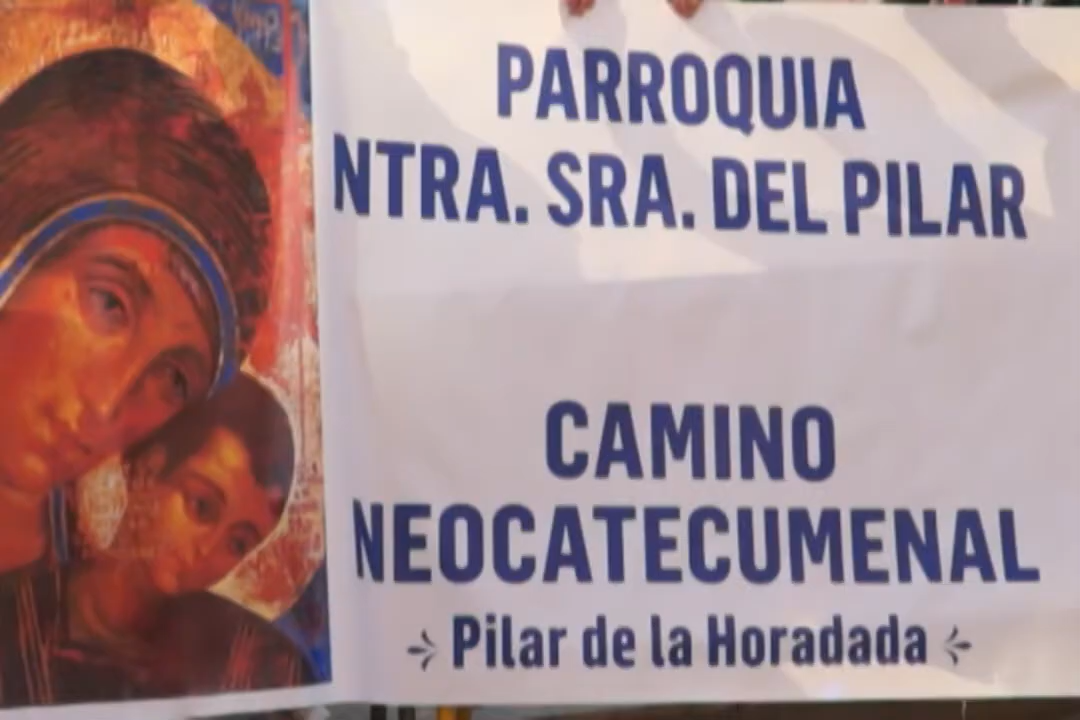 PARROQUIA
NTRA. SRA. DEL PILAR
CAMINO
NEOCATECUMENAL
Pilar de la Horadada